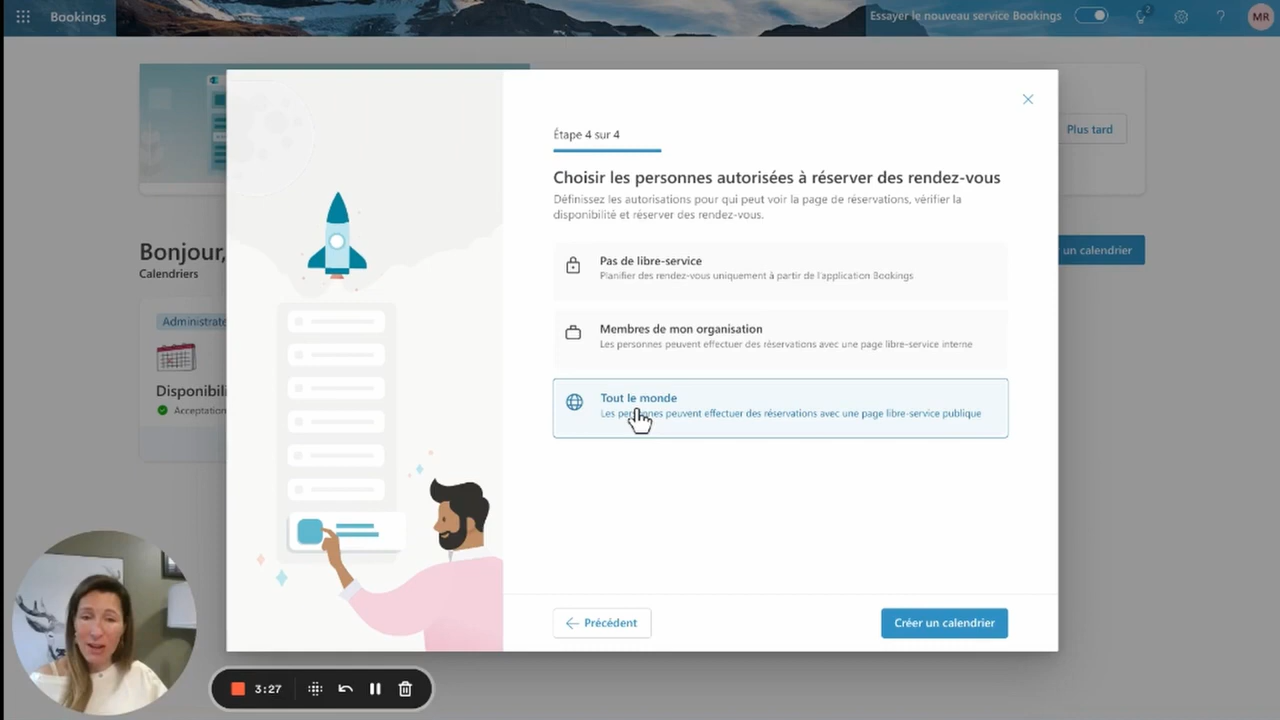 Bookings
Essayer le nouveau service Bookings
2
?
MR
Plus tard
Étape 4 sur 4
Choisir les personnes autorisées à réserver des rendez-vous
Définissez les autorisations pour qui peut voir la page de réservations, vérifier la
disponibilité et réserver des rendez-vous.
Bonjour,
Calendriers
un calendrier
Pas de libre-service
Planifier des rendez-vous uniquement à partir de l'application Bookings
Membres de mon organisation
Les personnes peuvent effectuer des réservations avec une page libre-service interne
Administrate
Disponibili
Acceptation
Tout le monde
Les personnes peuvent effectuer des réservations avec une page libre-service publique
Précédent
Créer un calendrier
3:27